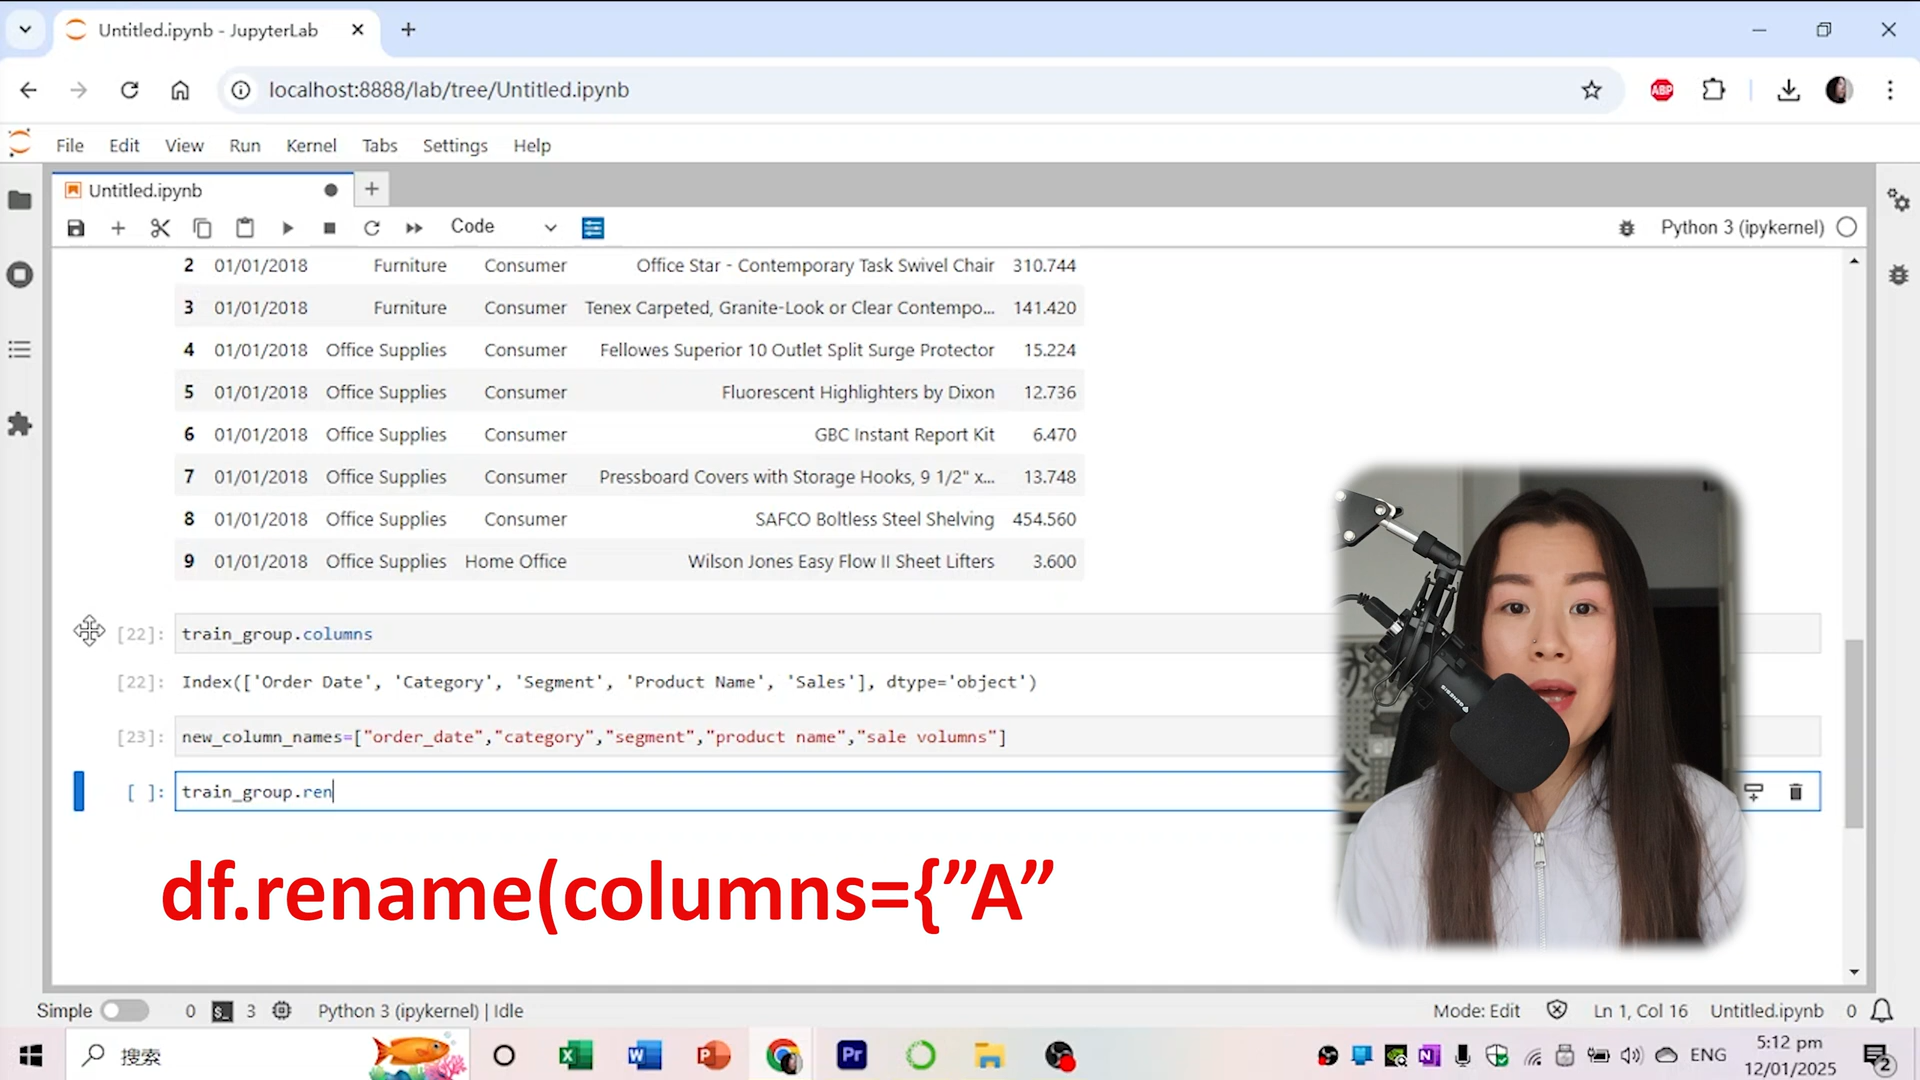 Untitled.ipynb - JupyterLab
localhost:8888/lab/tree/Untitled.ipynb
ABP
File Edit View Run Kernel Tabs Settings Help
Untitled.ipynb
Code
Python 3 (ipykernel)
2 01/01/2018 Furniture Consumer Office Star - Contemporary Task Swivel Chair 310.744
3 01/01/2018 Furniture Consumer Tenex Carpeted, Granite-Look or Clear Contempo... 141.420
4 01/01/2018 Office Supplies Consumer Fellowes Superior 10 Outlet Split Surge Protector 15.224
5 01/01/2018 Office Supplies Consumer Fluorescent Highlighters by Dixon 12.736
6 01/01/2018 Office Supplies Consumer GBC Instant Report Kit 6.470
7 01/01/2018 Office Supplies Consumer Pressboard Covers with Storage Hooks, 9 1/2" x... 13.748
8 01/01/2018 Office Supplies Consumer SAFCO Boltless Steel Shelving 454.560
9 01/01/2018 Office Supplies Home Office Wilson Jones Easy Flow II Sheet Lifters 3.600
[22]: train_group.columns
[22]: Index(['Order Date', 'Category', 'Segment', 'Product Name', 'Sales'], dtype='object')
[23]: new_column_names=["order_date","category","segment","product name","sale volumns"]
[ ]: train_group.ren
df.rename(columns={”A”
Simple 0 3 Python 3 (ipykernel) | Idle Mode: Edit Ln 1, Col 16 Untitled.ipynb 0
搜索
ENG
5:12 pm
12/01/2025
2